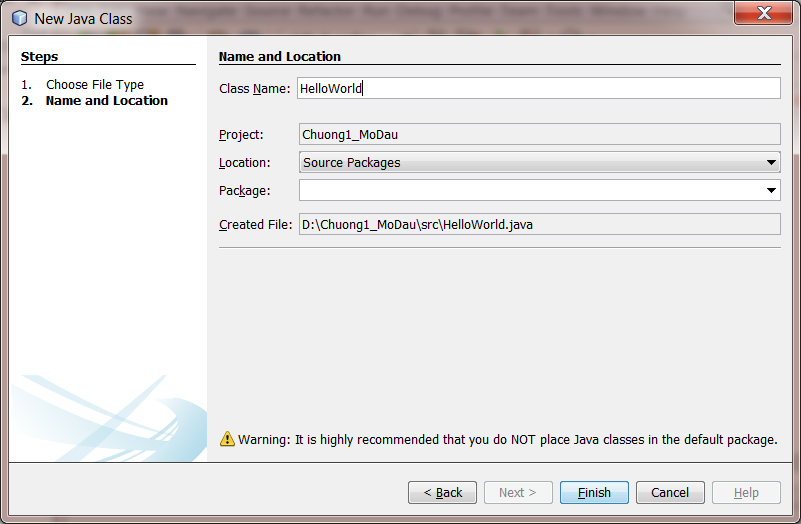 New Java Class
Steps
1. Choose File Type
2. Name and Location
Name and Location
Class Name: HelloWorld
Project: Chuong1_MoDau
Location: Source Packages
Package:
Created File: D:\Chuong1_MoDau\src\HelloWorld.java
Warning: It is highly recommended that you do NOT place Java classes in the default package.
< Back Next > Finish Cancel Help